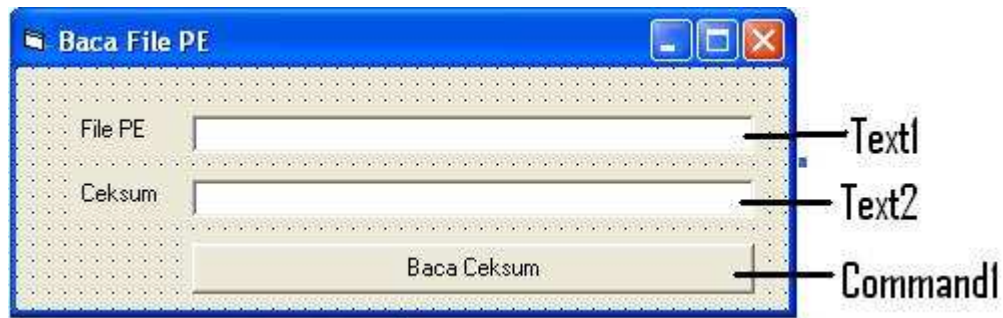 Baca File PE
File PE
Text1
Ceksum
Text2
Baca Ceksum
Command1